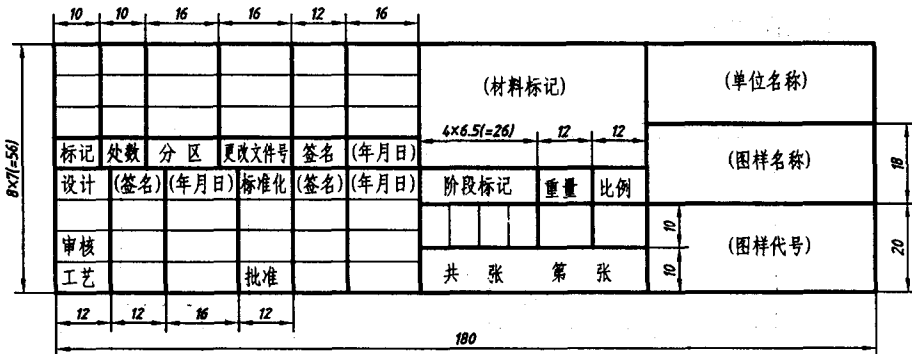 10 10 16 16 12 16
(材料标记) (单位名称)
4×6.5(=26) 12 12
8×7(=56)
标记 处数 分 区 更改文件号 签名 (年月日)
(图样名称) 18
设计 (签名) (年月日) 标准化 (签名) (年月日) 阶段标记 重量 比例
10
审核
(图样代号) 20
工艺 批准 共 张 第 张 10
12 12 16 12
180